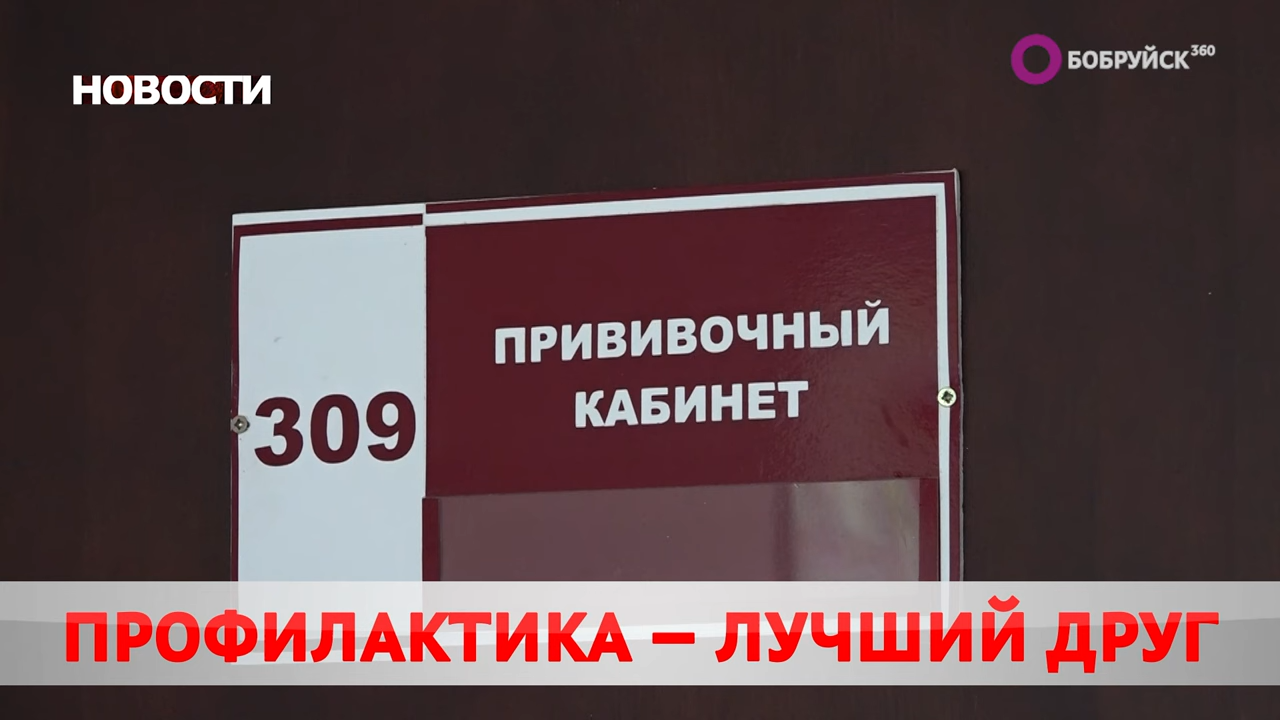 НОВОСТИ
БОБРУЙСК360
ПРИВИВОЧНЫЙ
КАБИНЕТ
309
ПРОФИЛАКТИКА – ЛУЧШИЙ ДРУГ